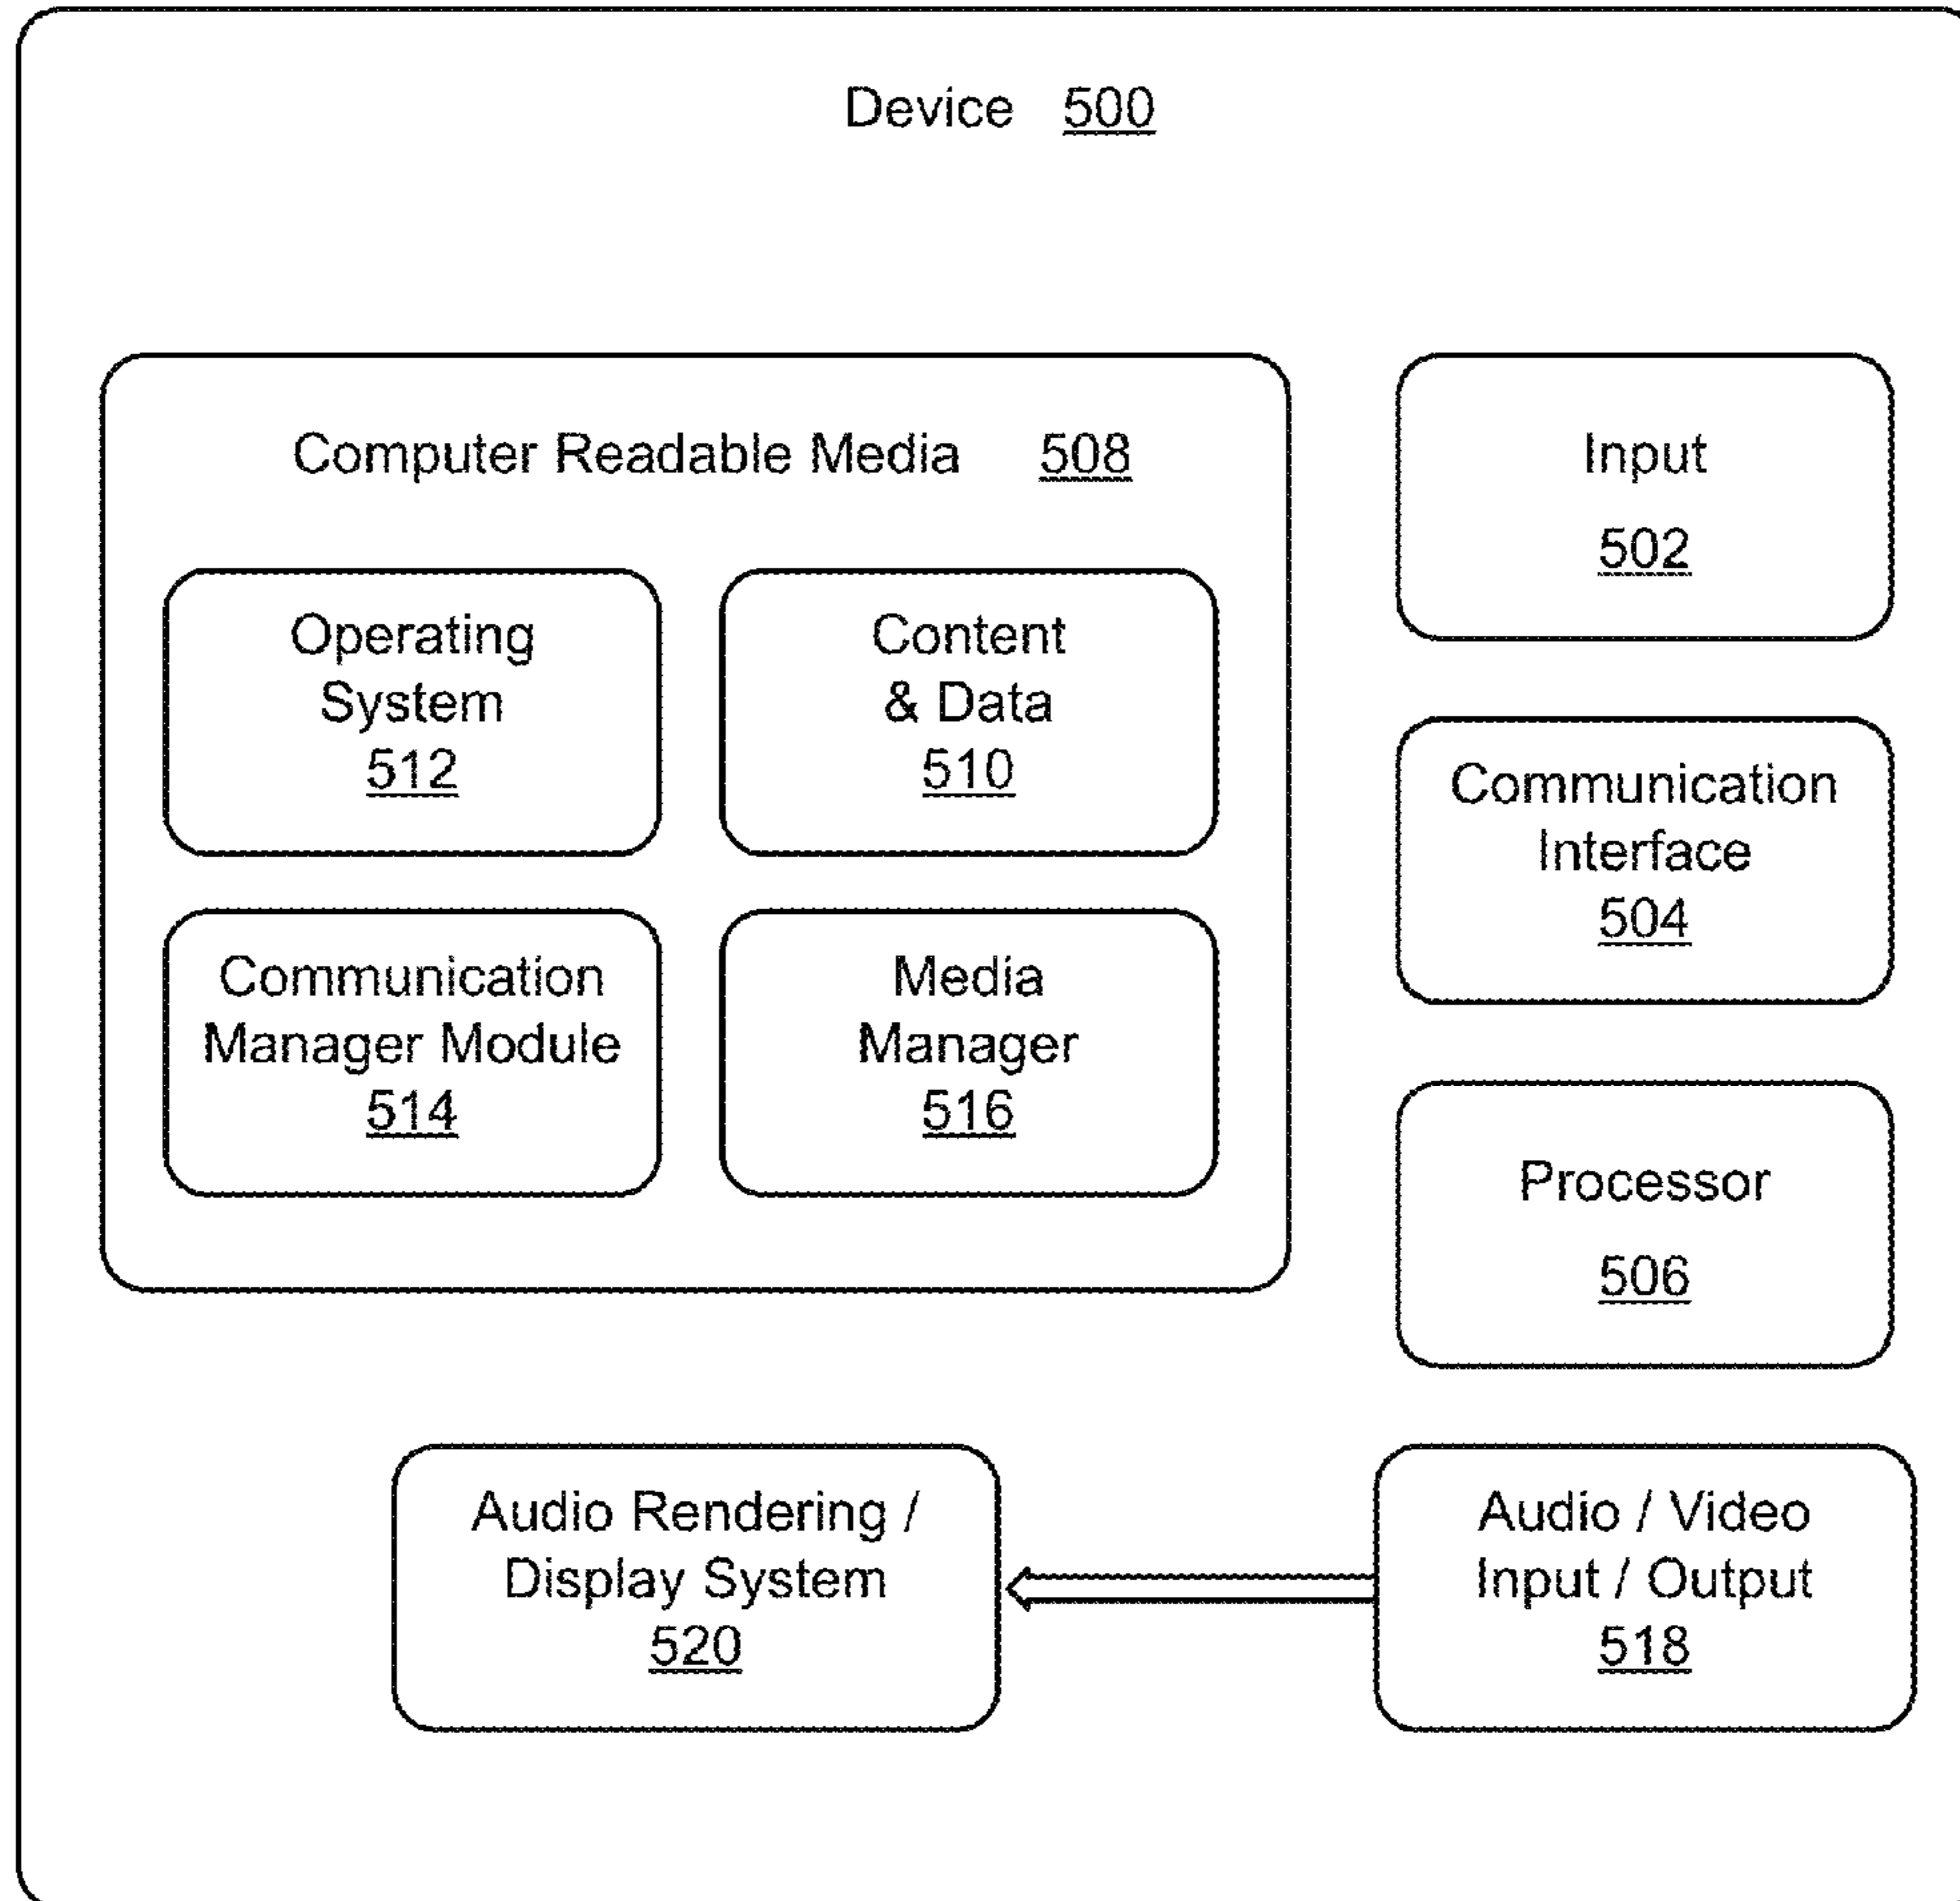 Device 500
Computer Readable Media 508
Operating
System
512
Content
& Data
510
Communication
Manager Module
514
Media
Manager
516
Input
502
Communication
Interface
504
Processor
506
Audio Rendering /
Display System
520
Audio / Video
Input / Output
518